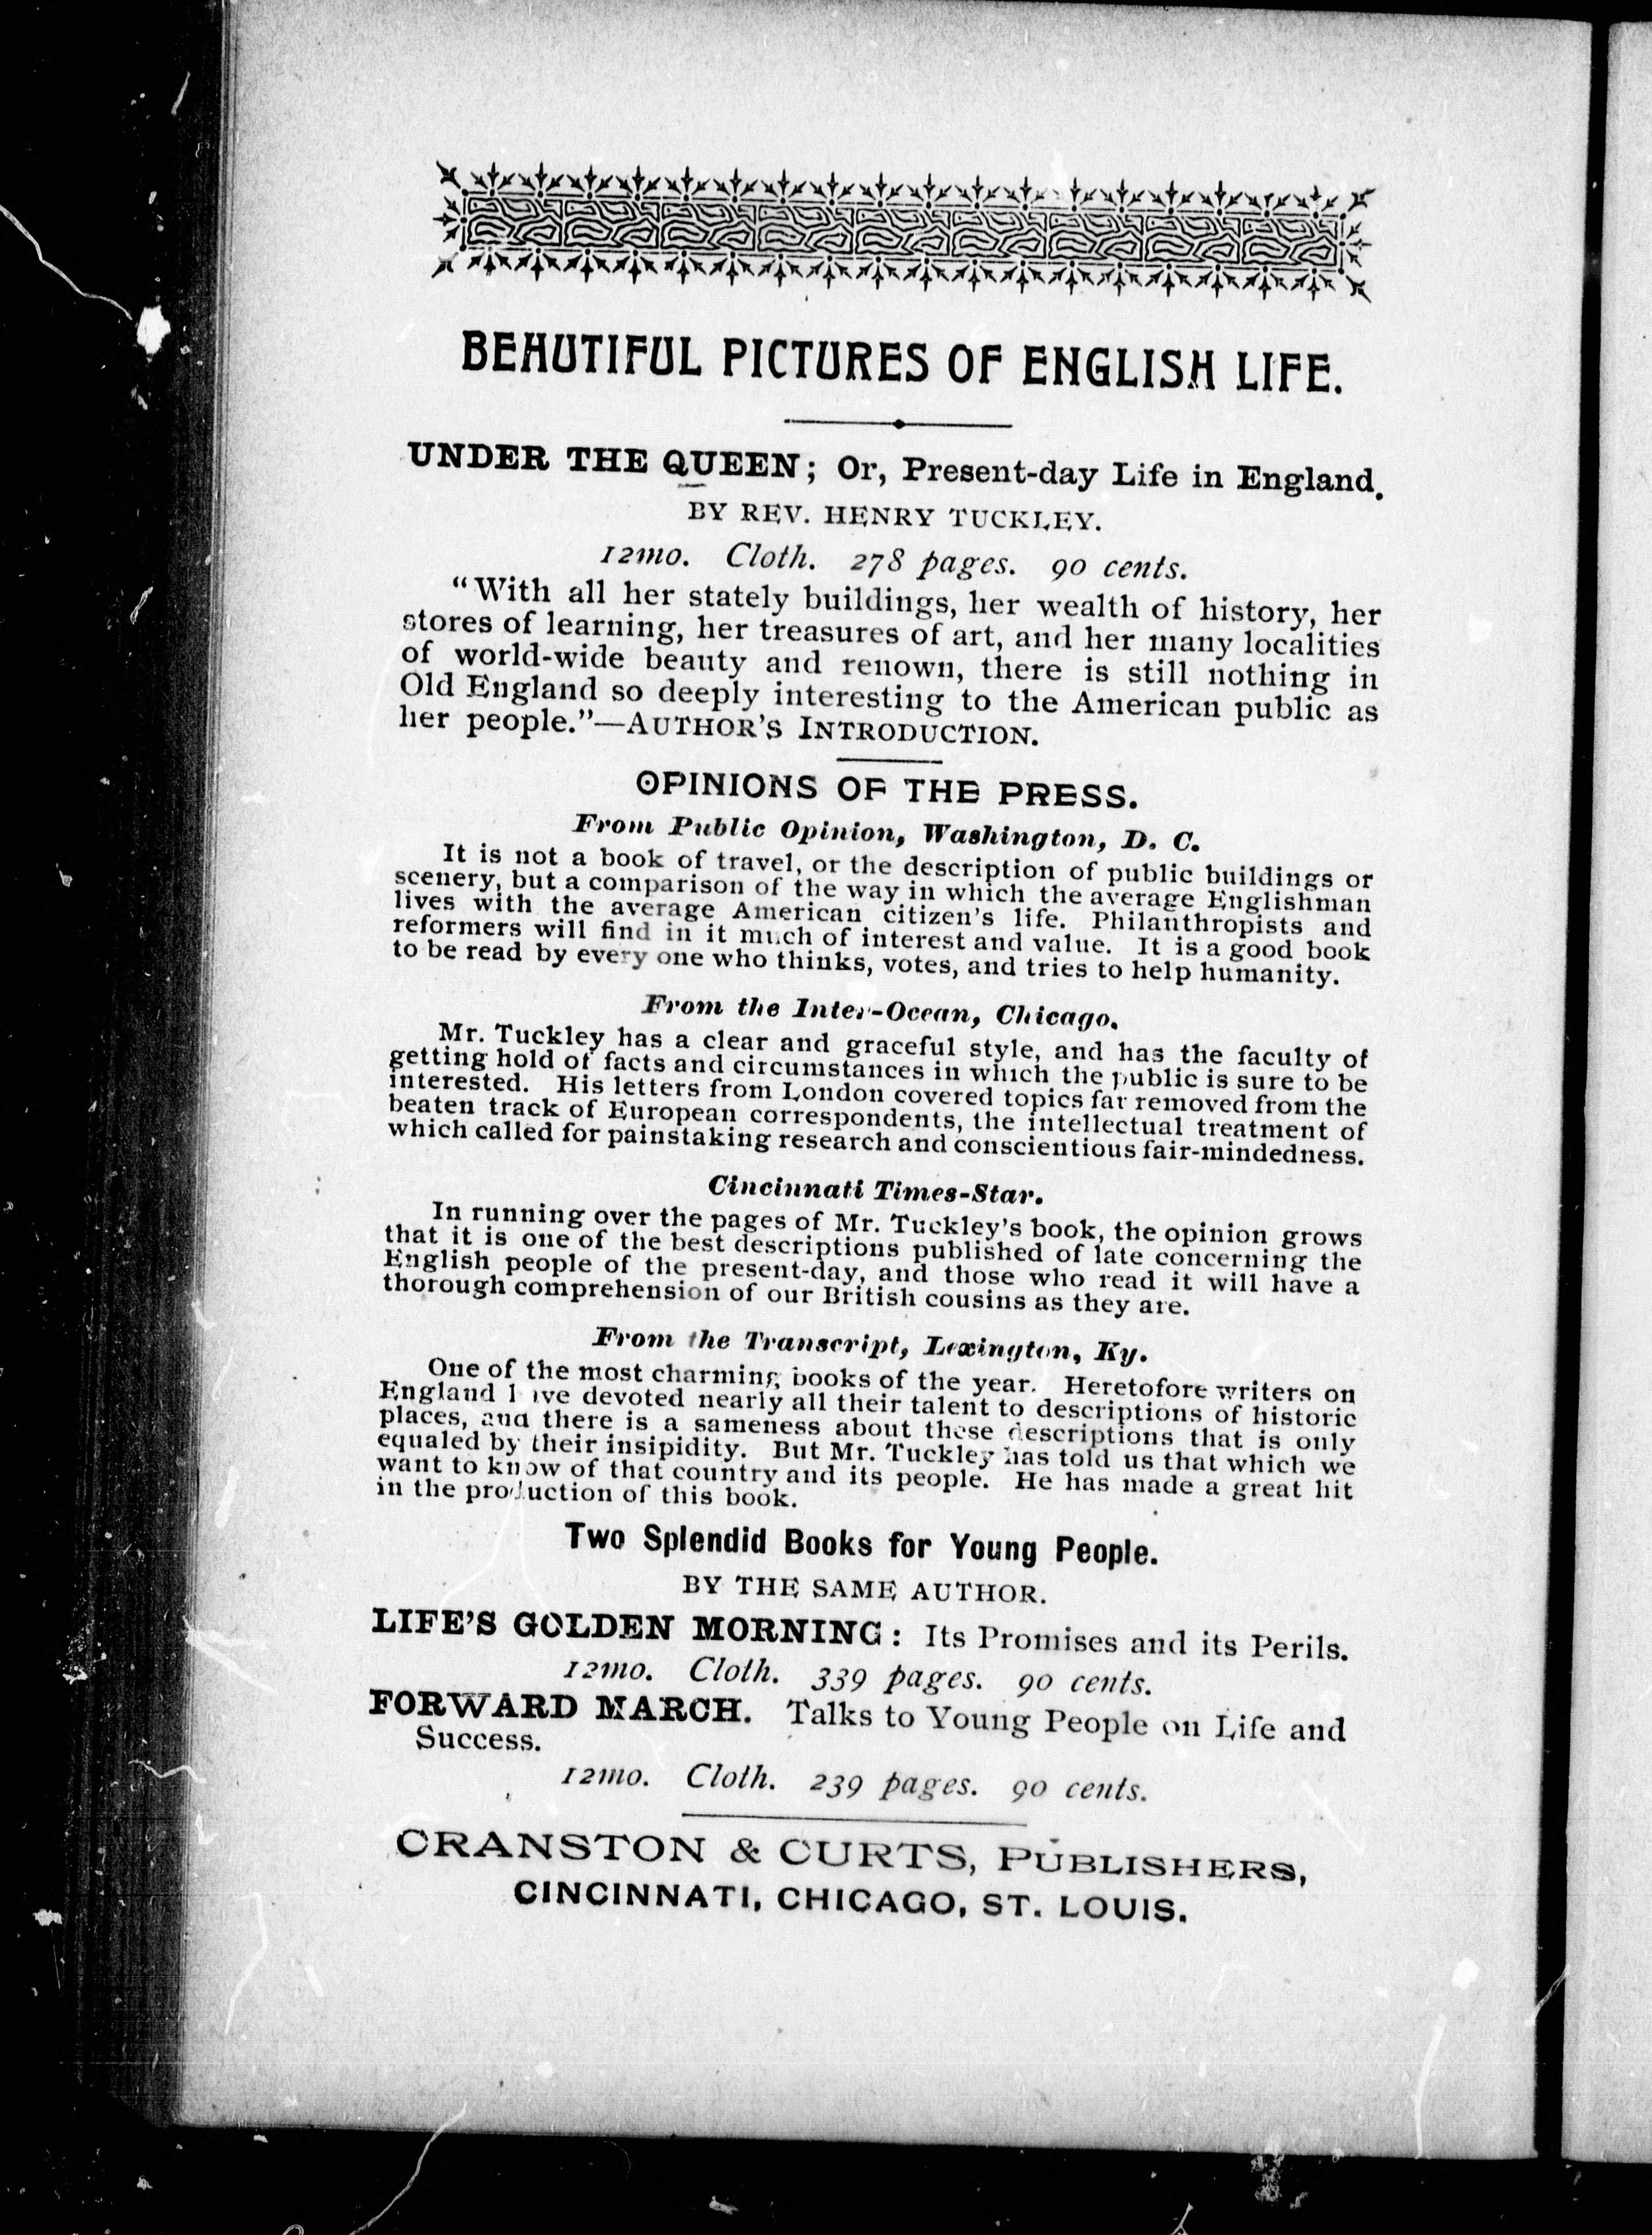 BEAUTIFUL PICTURES OF ENGLISH LIFE.
UNDER THE QUEEN; Or, Present-day Life in England.
BY REV. HENRY TUCKLEY.
12mo. Cloth. 278 pages. 90 cents.
"With all her stately buildings, her wealth of history, her
stores of learning, her treasures of art, and her many localities
of world-wide beauty and renown, there is still nothing in
Old England so deeply interesting to the American public as
her people."—AUTHOR'S INTRODUCTION.
OPINIONS OF THE PRESS.
From Public Opinion, Washington, D. C.
It is not a book of travel, or the description of public buildings or
scenery, but a comparison of the way in which the average Englishman
lives with the average American citizen's life. Philanthropists and
reformers will find in it much of interest and value. It is a good book
to be read by every one who thinks, votes, and tries to help humanity.
From the Inter-Ocean, Chicago.
Mr. Tuckley has a clear and graceful style, and has the faculty of
getting hold of facts and circumstances in which the public is sure to be
interested. His letters from London covered topics far removed from the
beaten track of European correspondents, the intellectual treatment of
which called for painstaking research and conscientious fair-mindedness.
Cincinnati Times-Star.
In running over the pages of Mr. Tuckley's book, the opinion grows
that it is one of the best descriptions published of late concerning the
English people of the present-day, and those who read it will have a
thorough comprehension of our British cousins as they are.
From the Transcript, Lexington, Ky.
One of the most charming books of the year. Heretofore writers on
England have devoted nearly all their talent to descriptions of historic
places, and there is a sameness about these descriptions that is only
equaled by their insipidity. But Mr. Tuckley has told us that which we
want to know of that country and its people. He has made a great hit
in the production of this book.
Two Splendid Books for Young People.
BY THE SAME AUTHOR.
LIFE'S GOLDEN MORNING: Its Promises and its Perils.
12mo. Cloth. 339 pages. 90 cents.
FORWARD MARCH. Talks to Young People on Life and
Success.
12mo. Cloth. 239 pages. 90 cents.
CRANSTON & CURTS, PUBLISHERS,
CINCINNATI, CHICAGO, ST. LOUIS.